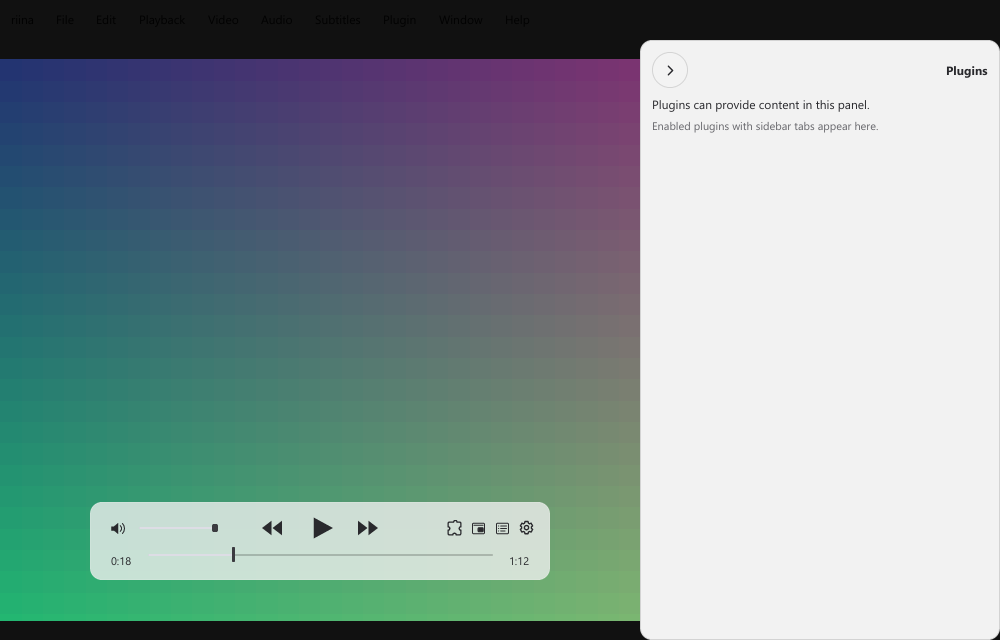 riina File Edit Playback Video Audio Subtitles Plugin Window Help
Plugins
Plugins can provide content in this panel.
Enabled plugins with sidebar tabs appear here.
0:18
1:12